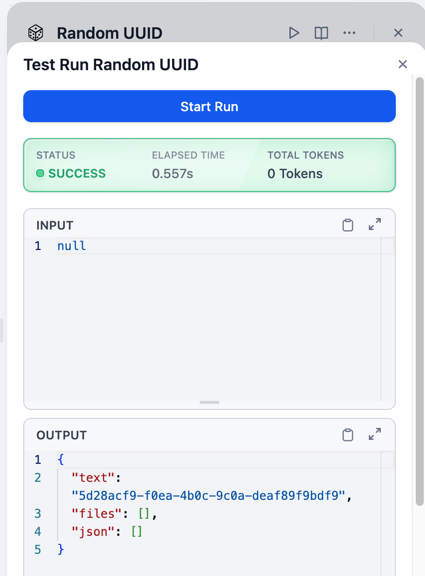 Random UUID
Test Run Random UUID
Start Run
STATUS ELAPSED TIME TOTAL TOKENS
SUCCESS 0.557s 0 Tokens
INPUT
1 null
OUTPUT
1 {
2 "text":
"5d28acf9-f0ea-4b0c-9c0a-deaf89f9bdf9",
3 "files": [],
4 "json": []
5 }